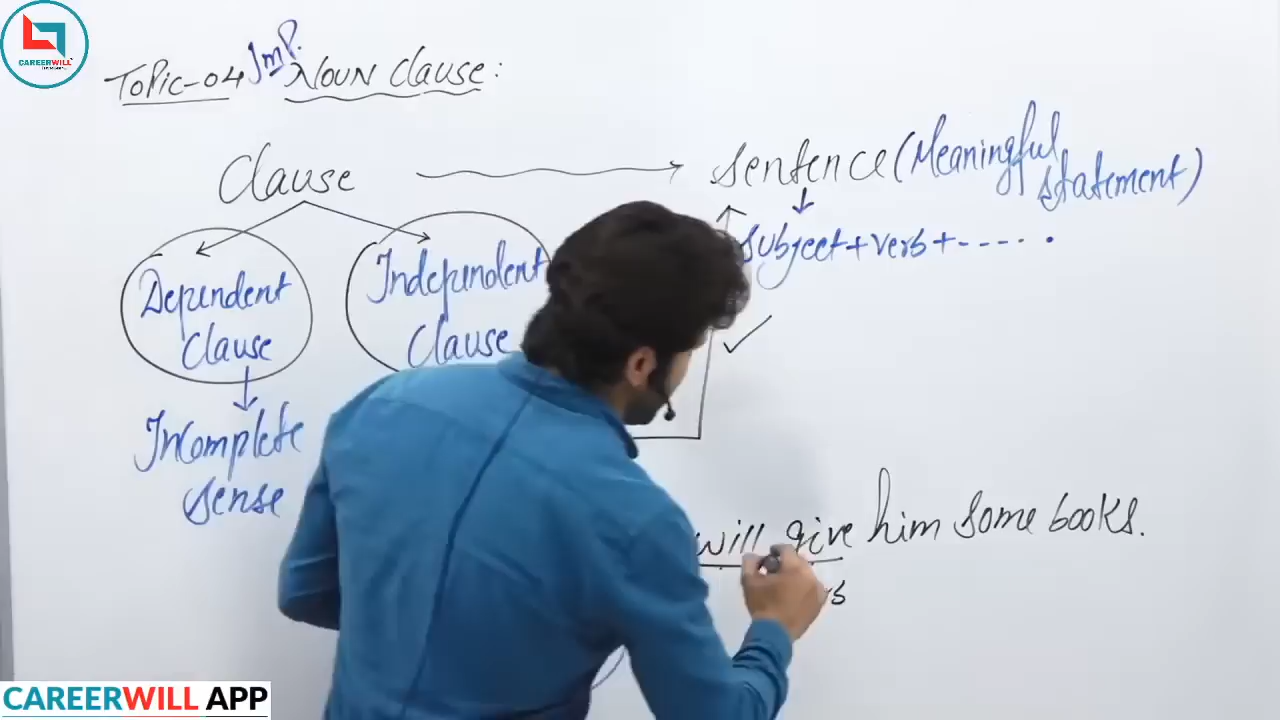 CAREERWILL
Topic-04 Imp. Noun Clause:
Clause
Sentence (Meaningful statement)
Subject + verb + -----.
Dependent Clause
Independent Clause
Incomplete sense
will give him some books.
CAREERWILL APP